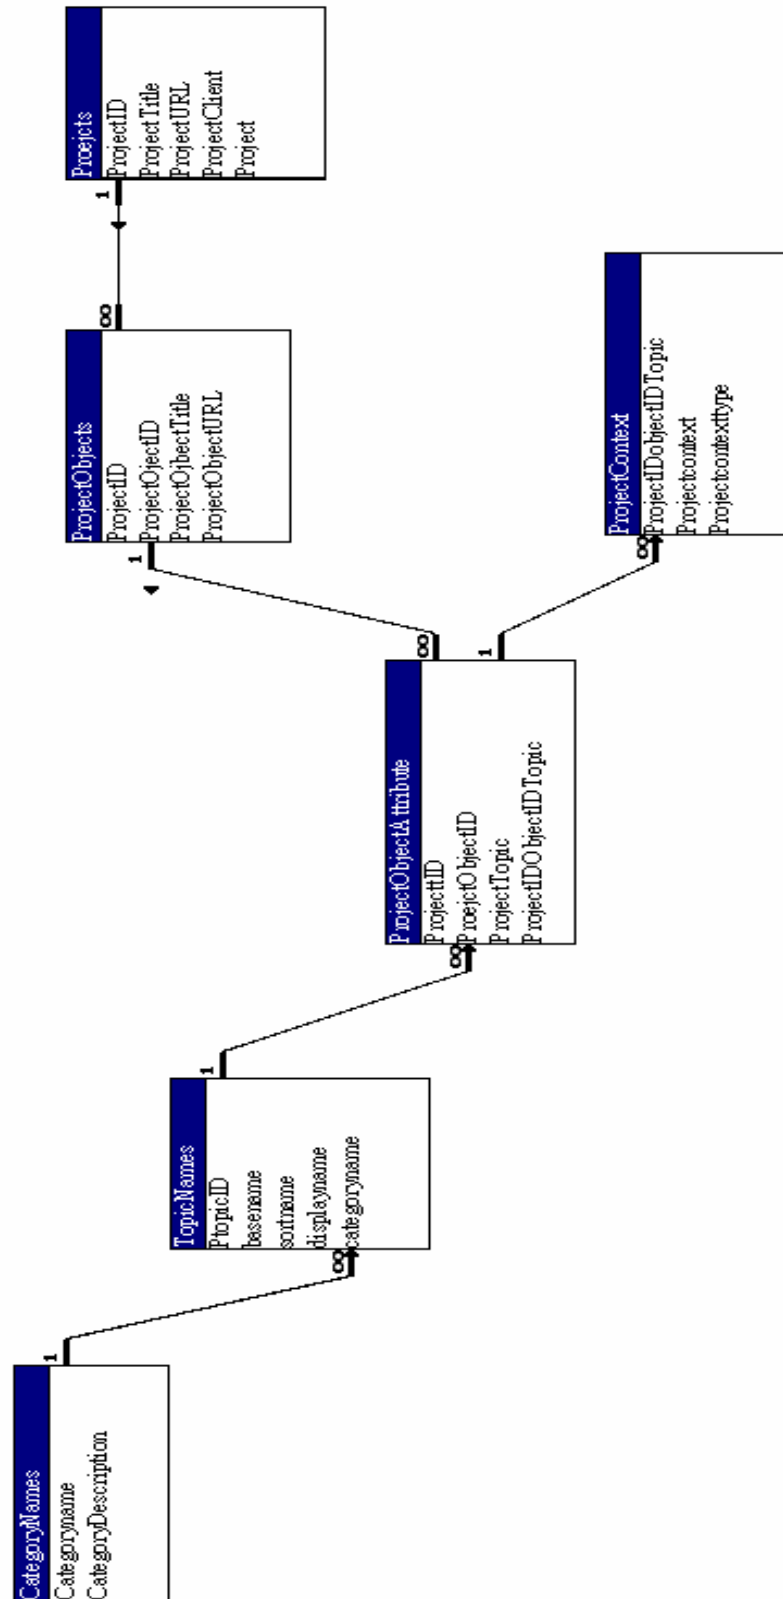 CategoryNames
Categoryname
CategoryDescription
1
∞
TopicNames
PtopicID
basename
sortname
displayname
categoryname
1
∞
ProjectObjectAttribute
ProjecttID
ProejctObjectID
ProjectTopic
ProjectIDObjectIDTopic
∞
1
1
ProjectObjects
ProjectID
ProjectOjectID
ProjectOjbectTitle
ProjectObjectURL
∞
1
Proejcts
ProjectID
ProjectTitle
ProjectURL
ProjectClient
Project
∞
ProjectContext
ProjectIDobjectIDTopic
Projectcontext
Projectcontexttype